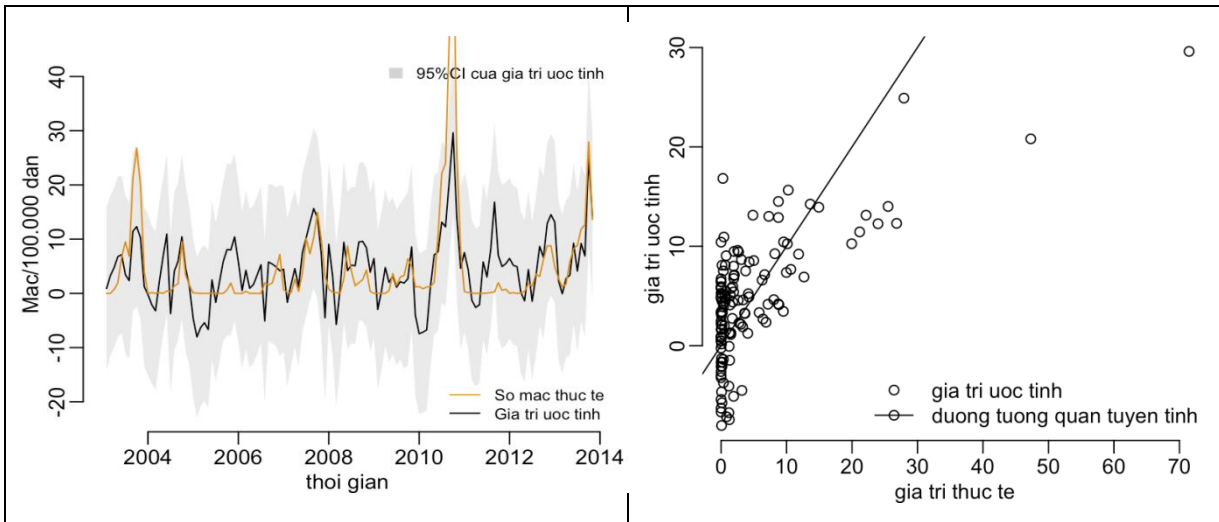 40
30
20
10
0
-10
-20
Mac/100.000 dan
95%CI cua gia tri uoc tinh
So mac thuc te
Gia tri uoc tinh
2004 2006 2008 2010 2012 2014
thoi gian
30
20
10
0
gia tri uoc tinh
gia tri uoc tinh
duong tuong quan tuyen tinh
0 10 20 30 40 50 60 70
gia tri thuc te